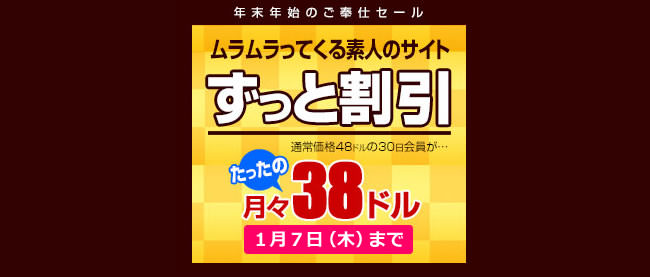 年末年始のご奉仕セール
ムラムラってくる素人のサイト
ずっと割引
通常価格48ドルの30日会員が…
たったの
月々38ドル
1月7日(木)まで